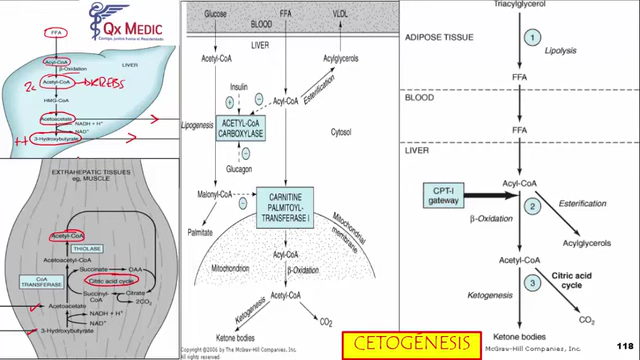 Qx MEDIC
FFA
Acyl-CoA
β-Oxidation
2c
Acetyl-CoA
KREBS
LIVER
HMG-CoA
Acetoacetate
NADH + H⁺
NAD⁺
++
3-Hydroxybutyrate
EXTRAHEPATIC TISSUES
eg, MUSCLE
Acetyl-CoA
THIOLASE
Acetoacetyl-CoA
Succinate
OAA
CoA
TRANSFERASE
Citric acid cycle
Succinyl-
CoA
Citrate
2CO₂
Acetoacetate
NADH + H⁺
NAD⁺
3-Hydroxybutyrate
Glucose
FFA
VLDL
BLOOD
LIVER
Acetyl-CoA
Acylglycerols
Insulin
Esterification
+
−
−
Acyl-CoA
Lipogenesis
ACETYL-CoA
CARBOXYLASE
Cytosol
−
Glucagon
Malonyl-CoA
−
CARNITINE
PALMITOYL-
TRANSFERASE I
Palmitate
Mitochondrial
membrane
Acyl-CoA
Mitochondrion
β-Oxidation
Acetyl-CoA
Ketogenesis
CO₂
Ketone bodies
Copyright ©2006 by The McGraw-Hill Companies, Inc.
All rights reserved.
CETOGÉNESIS
Triacylglycerol
ADIPOSE TISSUE
1
Lipolysis
FFA
BLOOD
FFA
LIVER
Acyl-CoA
CPT-I
gateway
2
Esterification
β-Oxidation
Acylglycerols
Acetyl-CoA
3
Citric acid
cycle
Ketogenesis
CO₂
Ketone bodies
McGraw-Hill Companies, Inc.
118